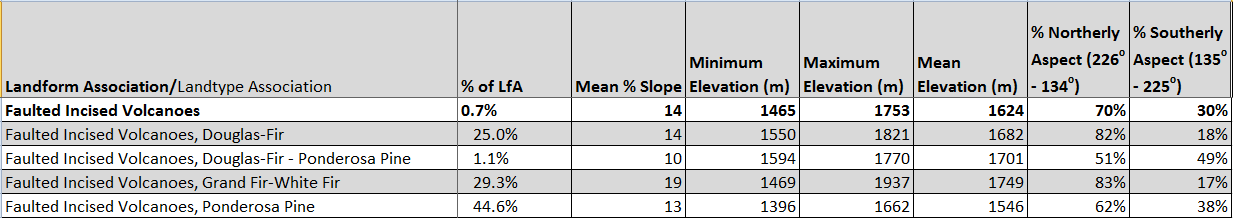 Landform Association/Landtype Association % of LfA Mean % Slope Minimum Elevation (m) Maximum Elevation (m) Mean Elevation (m) % Northerly Aspect (226° - 134°) % Southerly Aspect (135° - 225°)
Faulted Incised Volcanoes 0.7% 14 1465 1753 1624 70% 30%
Faulted Incised Volcanoes, Douglas-Fir 25.0% 14 1550 1821 1682 82% 18%
Faulted Incised Volcanoes, Douglas-Fir - Ponderosa Pine 1.1% 10 1594 1770 1701 51% 49%
Faulted Incised Volcanoes, Grand Fir-White Fir 29.3% 19 1469 1937 1749 83% 17%
Faulted Incised Volcanoes, Ponderosa Pine 44.6% 13 1396 1662 1546 62% 38%